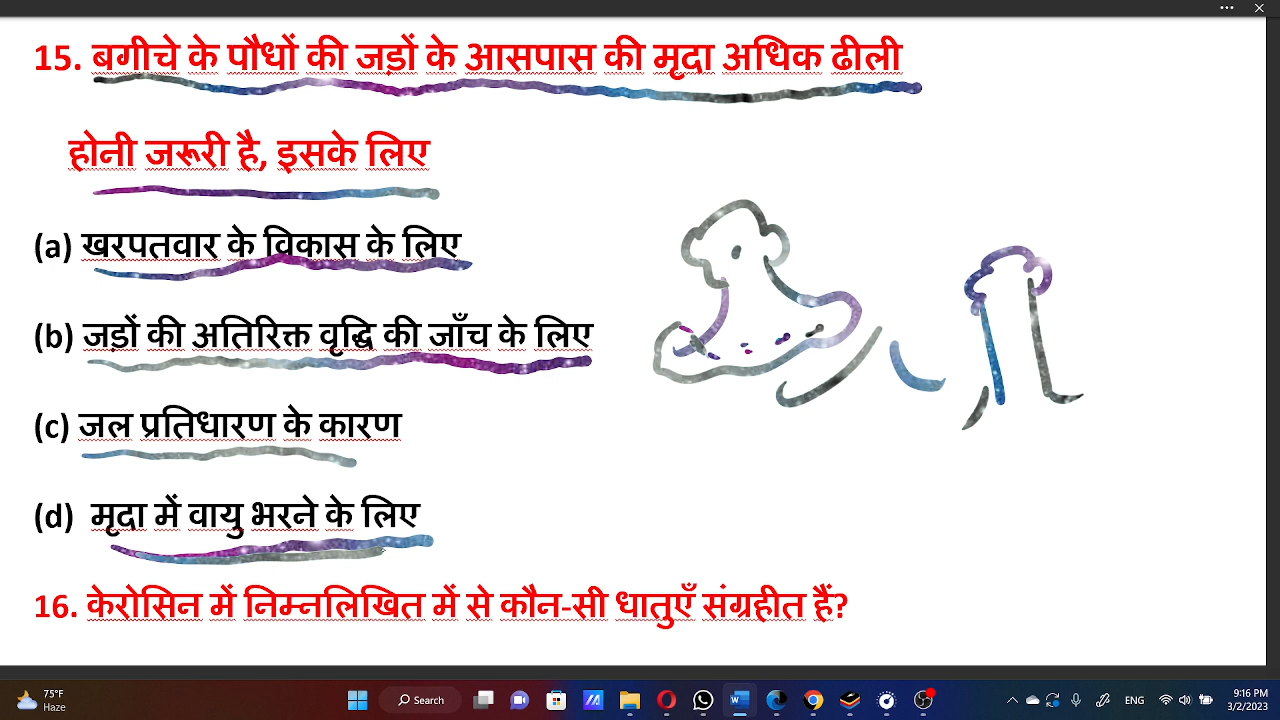 15. बगीचे के पौधों की जड़ों के आसपास की मृदा अधिक ढीली
होनी जरूरी है, इसके लिए
(a) खरपतवार के विकास के लिए
(b) जड़ों की अतिरिक्त वृद्धि की जाँच के लिए
(c) जल प्रतिधारण के कारण
(d) मृदा में वायु भरने के लिए
16. केरोसिन में निम्नलिखित में से कौन-सी धातुएँ संग्रहीत हैं?
75°F
Haze
Search
ENG
9:16 PM
3/2/2023